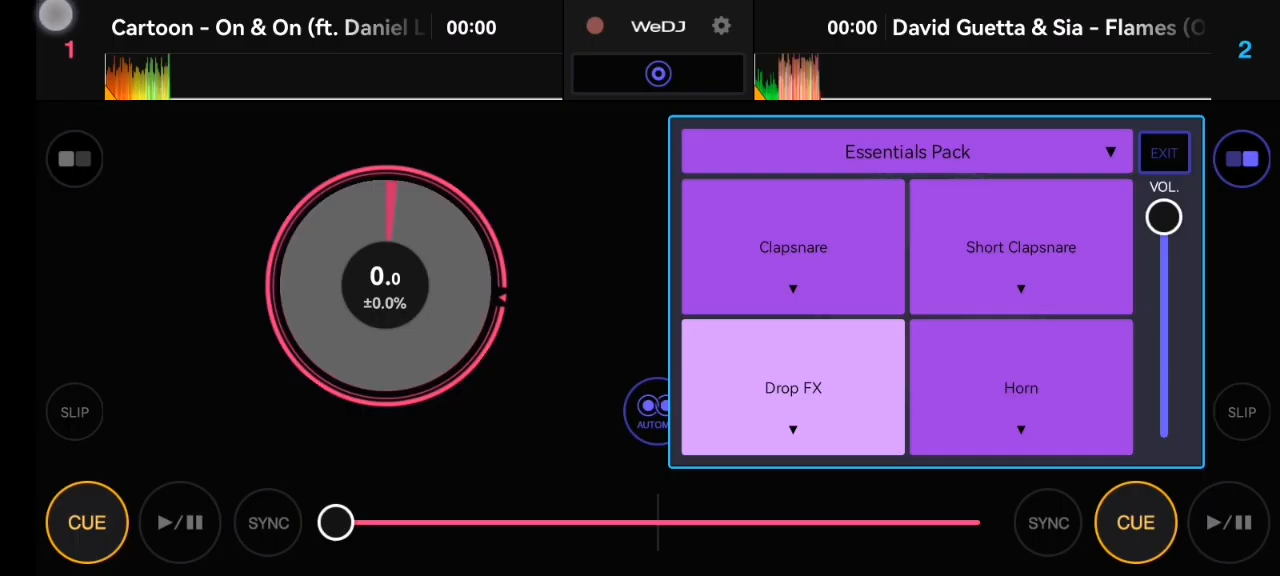 1
Cartoon - On & On (ft. Daniel L
00:00
WeDJ
00:00
David Guetta & Sia - Flames (
2
Essentials Pack ▼
EXIT
VOL.
Clapsnare
▼
Short Clapsnare
▼
0.0
±0.0%
Drop FX
▼
Horn
▼
SLIP
AUTOM
SLIP
CUE
SYNC
SYNC
CUE